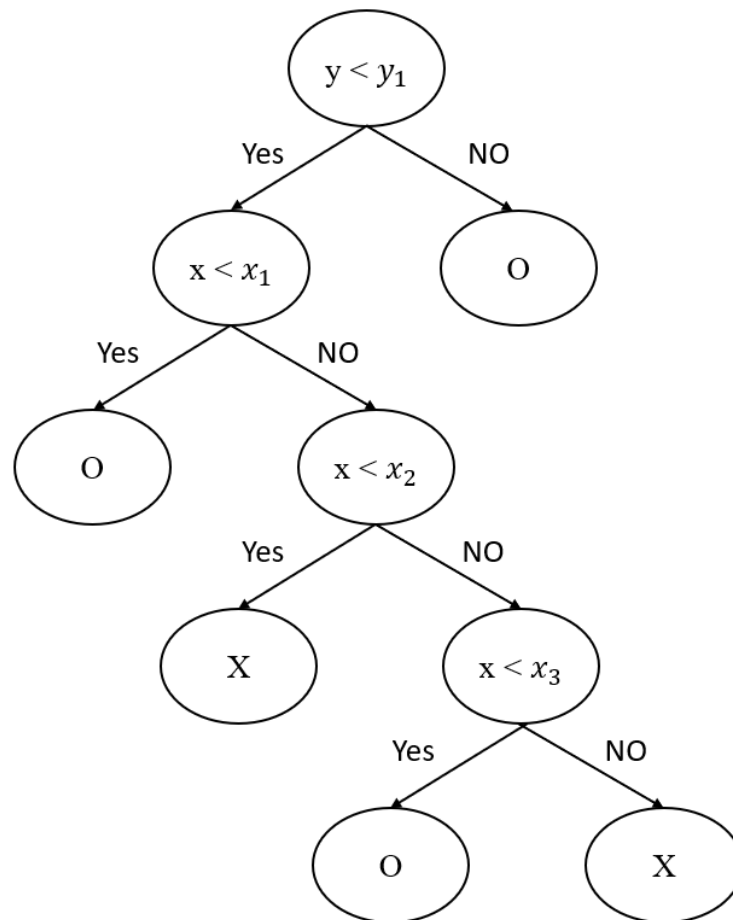 y < y₁
Yes
NO
x < x₁
O
Yes
NO
O
x < x₂
Yes
NO
X
x < x₃
Yes
NO
O
X